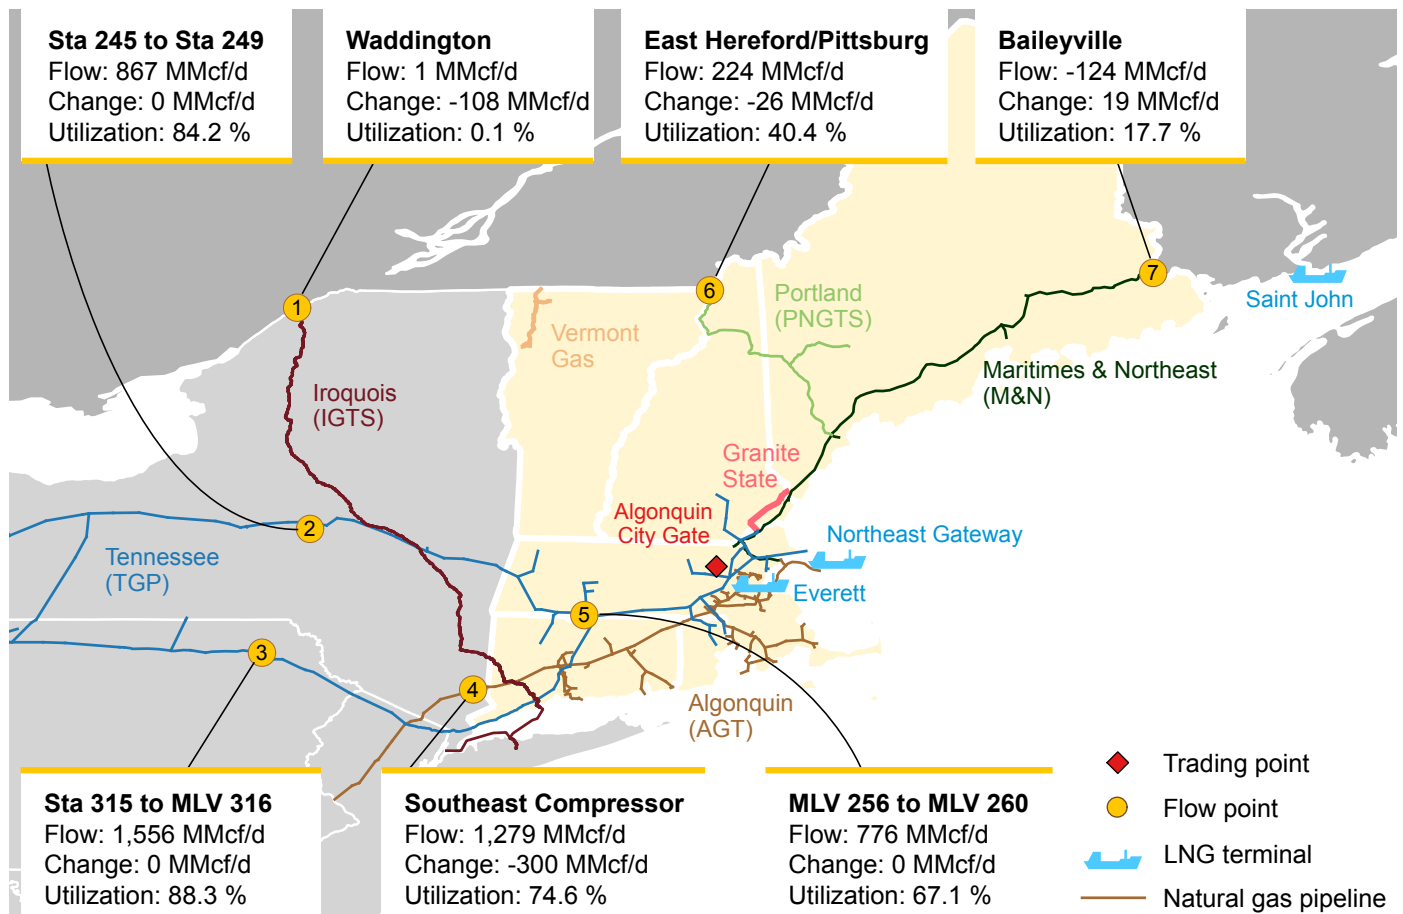 Sta 245 to Sta 249
Flow: 867 MMcf/d
Change: 0 MMcf/d
Utilization: 84.2 %
Waddington
Flow: 1 MMcf/d
Change: -108 MMcf/d
Utilization: 0.1 %
East Hereford/Pittsburg
Flow: 224 MMcf/d
Change: -26 MMcf/d
Utilization: 40.4 %
Baileyville
Flow: -124 MMcf/d
Change: 19 MMcf/d
Utilization: 17.7 %
7
6
1
Saint John
Portland
(PNGTS)
Vermont
Gas
Maritimes & Northeast
(M&N)
Iroquois
(IGTS)
Granite
State
Algonquin
City Gate
2
Northeast Gateway
Tennessee
(TGP)
Everett
5
3
4
Algonquin
(AGT)
Sta 315 to MLV 316
Flow: 1,556 MMcf/d
Change: 0 MMcf/d
Utilization: 88.3 %
Southeast Compressor
Flow: 1,279 MMcf/d
Change: -300 MMcf/d
Utilization: 74.6 %
MLV 256 to MLV 260
Flow: 776 MMcf/d
Change: 0 MMcf/d
Utilization: 67.1 %
Trading point
Flow point
LNG terminal
Natural gas pipeline